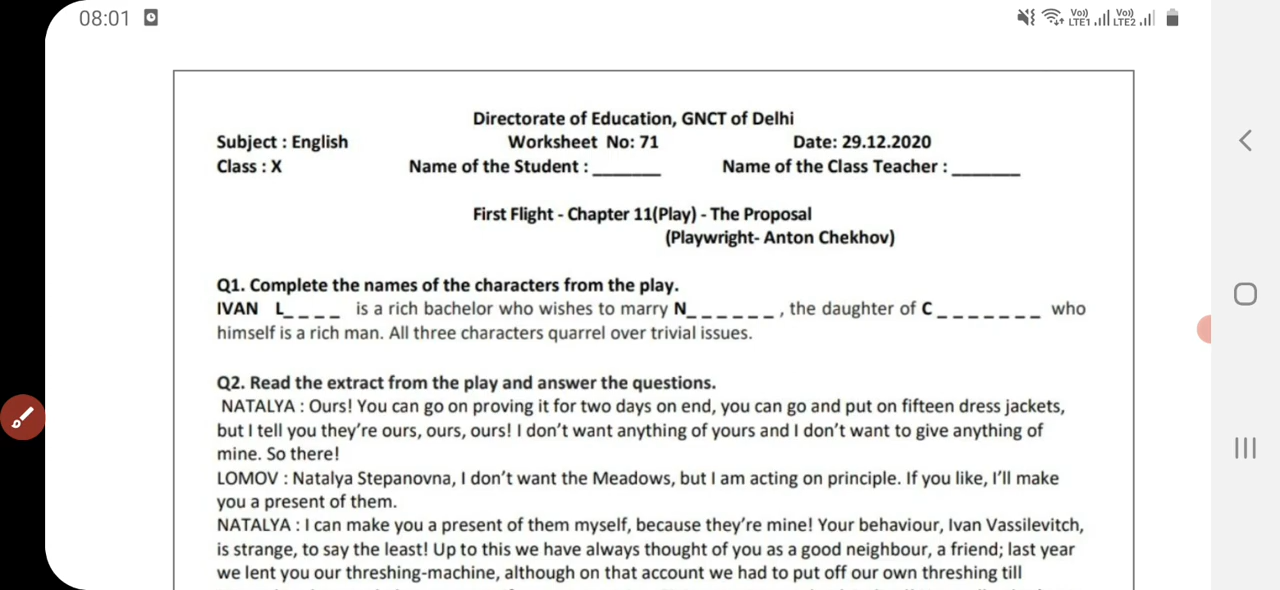 08:01
Vo)) Vo))
LTE1 LTE2
Directorate of Education, GNCT of Delhi
Subject : English Worksheet No: 71 Date: 29.12.2020
Class : X Name of the Student : _______ Name of the Class Teacher : _______
First Flight - Chapter 11(Play) - The Proposal
(Playwright- Anton Chekhov)
Q1. Complete the names of the characters from the play.
IVAN L_ _ _ _ is a rich bachelor who wishes to marry N_ _ _ _ _ _ , the daughter of C _ _ _ _ _ _ _ who
himself is a rich man. All three characters quarrel over trivial issues.
Q2. Read the extract from the play and answer the questions.
NATALYA : Ours! You can go on proving it for two days on end, you can go and put on fifteen dress jackets,
but I tell you they’re ours, ours, ours! I don’t want anything of yours and I don’t want to give anything of
mine. So there!
LOMOV : Natalya Stepanovna, I don’t want the Meadows, but I am acting on principle. If you like, I’ll make
you a present of them.
NATALYA : I can make you a present of them myself, because they’re mine! Your behaviour, Ivan Vassilevitch,
is strange, to say the least! Up to this we have always thought of you as a good neighbour, a friend; last year
we lent you our threshing-machine, although on that account we had to put off our own threshing till